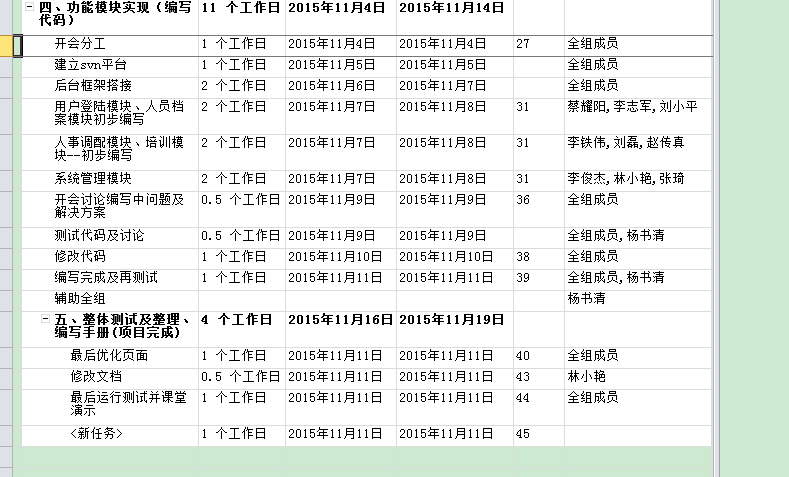 四、功能模块实现（编写 11 个工作日 2015年11月4日 2015年11月14日
代码）
开会分工 1 个工作日 2015年11月4日 2015年11月4日 27 全组成员
建立svn平台 1 个工作日 2015年11月5日 2015年11月5日 全组成员
后台框架搭接 2 个工作日 2015年11月6日 2015年11月7日 全组成员
用户登陆模块、人员档 2 个工作日 2015年11月7日 2015年11月8日 31 蔡耀阳,李志军,刘小平
案模块初步编写
人事调配模块、培训模 2 个工作日 2015年11月7日 2015年11月8日 31 李铁伟,刘磊,赵传真
块--初步编写
系统管理模块 2 个工作日 2015年11月7日 2015年11月8日 31 李俊杰,林小艳,张琦
开会讨论编写中问题及 0.5 个工作日 2015年11月9日 2015年11月9日 36 全组成员
解决方案
测试代码及讨论 0.5 个工作日 2015年11月9日 2015年11月9日 全组成员,杨书清
修改代码 1 个工作日 2015年11月10日 2015年11月10日 38 全组成员
编写完成及再测试 1 个工作日 2015年11月11日 2015年11月11日 39 全组成员,杨书清
辅助全组 杨书清
五、整体测试及整理、 4 个工作日 2015年11月16日 2015年11月19日
编写手册(项目完成)
最后优化页面 1 个工作日 2015年11月11日 2015年11月11日 40 全组成员
修改文档 0.5 个工作日 2015年11月11日 2015年11月11日 43 林小艳
最后运行测试并课堂 1 个工作日 2015年11月11日 2015年11月11日 44 全组成员
演示
<新任务> 1 个工作日 2015年11月11日 2015年11月11日 45